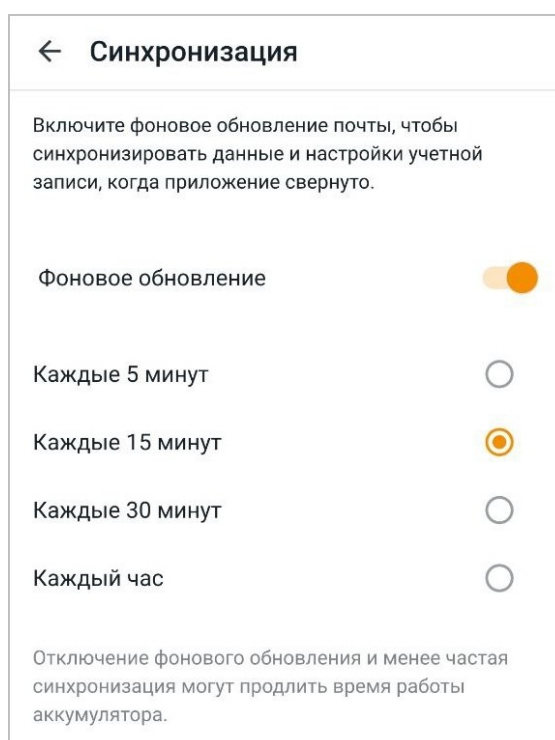 Синхронизация
Включите фоновое обновление почты, чтобы
синхронизировать данные и настройки учетной
записи, когда приложение свернуто.
Фоновое обновление
Каждые 5 минут
Каждые 15 минут
Каждые 30 минут
Каждый час
Отключение фонового обновления и менее частая
синхронизация могут продлить время работы
аккумулятора.